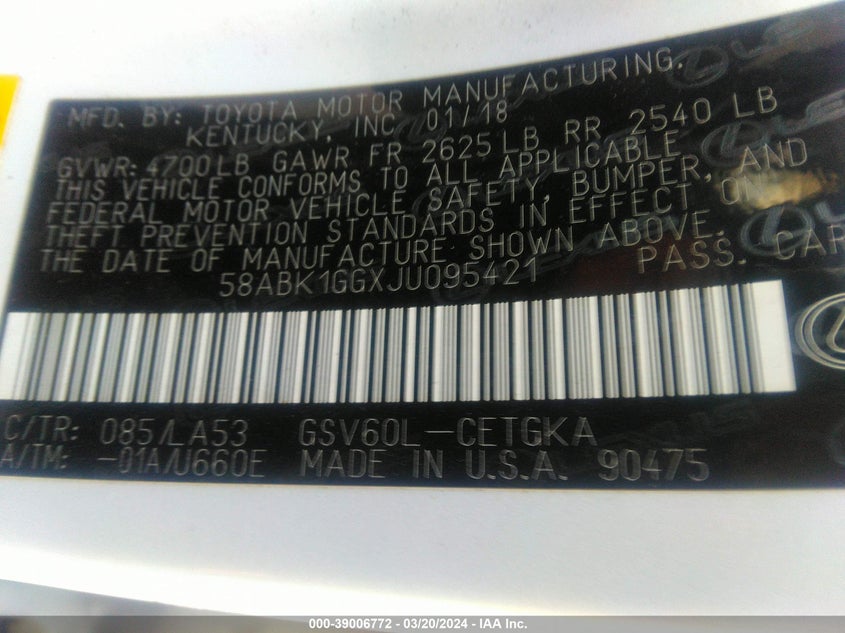 MFD. BY: TOYOTA MOTOR MANUFACTURING,
KENTUCKY, INC 01/18
GVWR: 4700LB GAWR FR 2625LB RR 2540 LB
THIS VEHICLE CONFORMS TO ALL APPLICABLE
FEDERAL MOTOR VEHICLE SAFETY, BUMPER, AND
THEFT PREVENTION STANDARDS IN EFFECT ON
THE DATE OF MANUFACTURE SHOWN ABOVE.
58ABK1GGXJU095421 PASS. CAR
C/TR: 085/LA53 GSV60L-CETGKA
A/TM: -01A/U660E MADE IN U.S.A. 90475
000-39006772 — 03/20/2024 — IAA Inc.